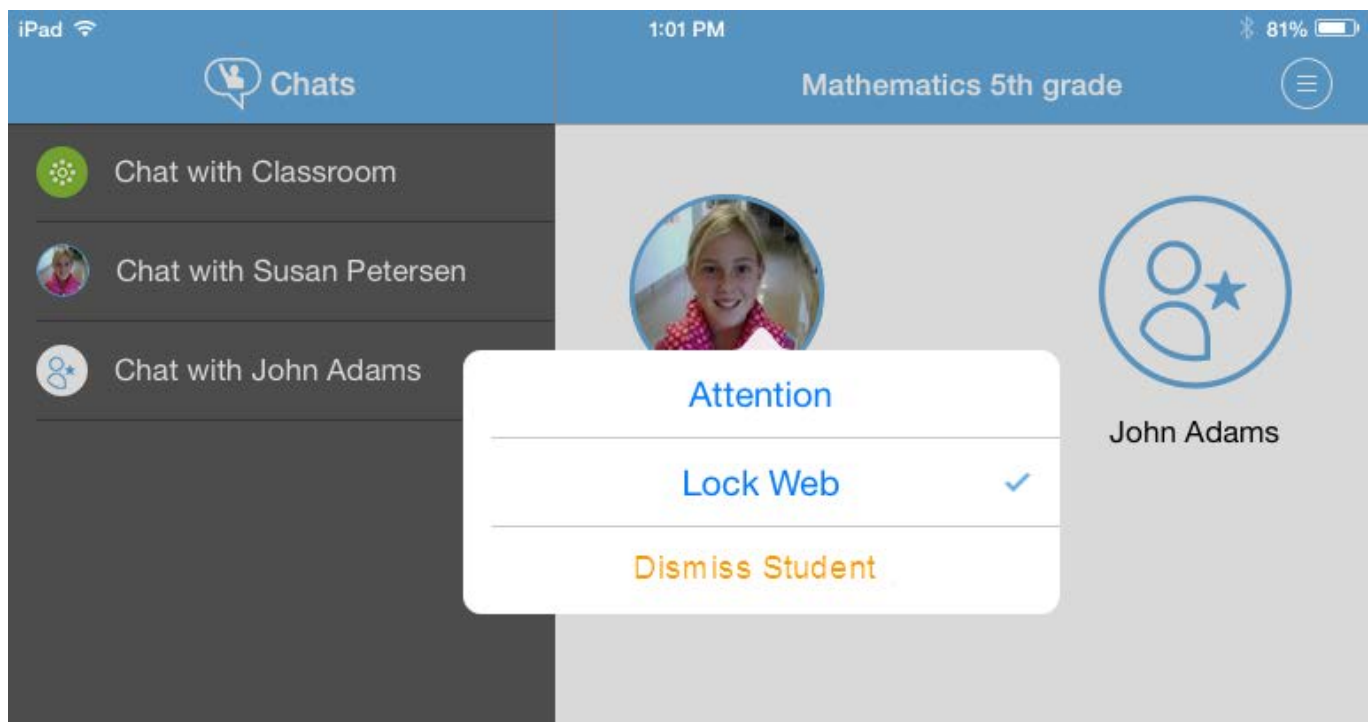 iPad 1:01 PM 81%
Chats Mathematics 5th grade
Chat with Classroom
Chat with Susan Petersen
Chat with John Adams
Attention
Lock Web
Dismiss Student
John Adams